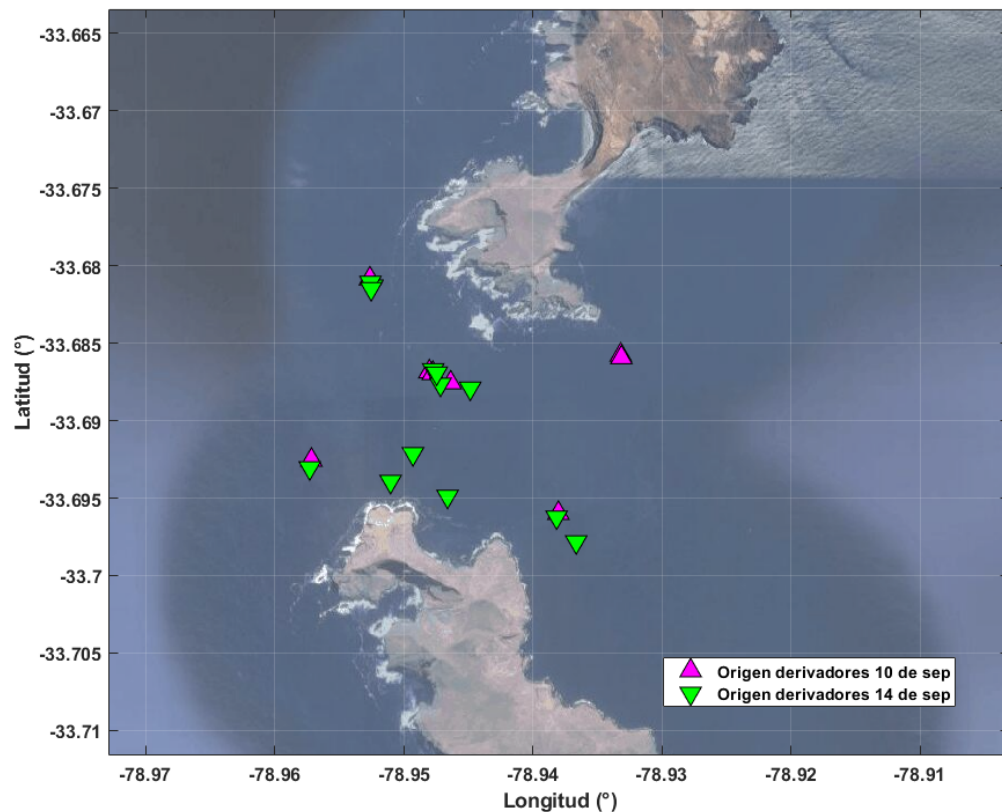 -33.665
-33.67
-33.675
-33.68
-33.685
-33.69
-33.695
-33.7
-33.705
-33.71
Latitud (°)
-78.97 -78.96 -78.95 -78.94 -78.93 -78.92 -78.91
Longitud (°)
Origen derivadores 10 de sep
Origen derivadores 14 de sep